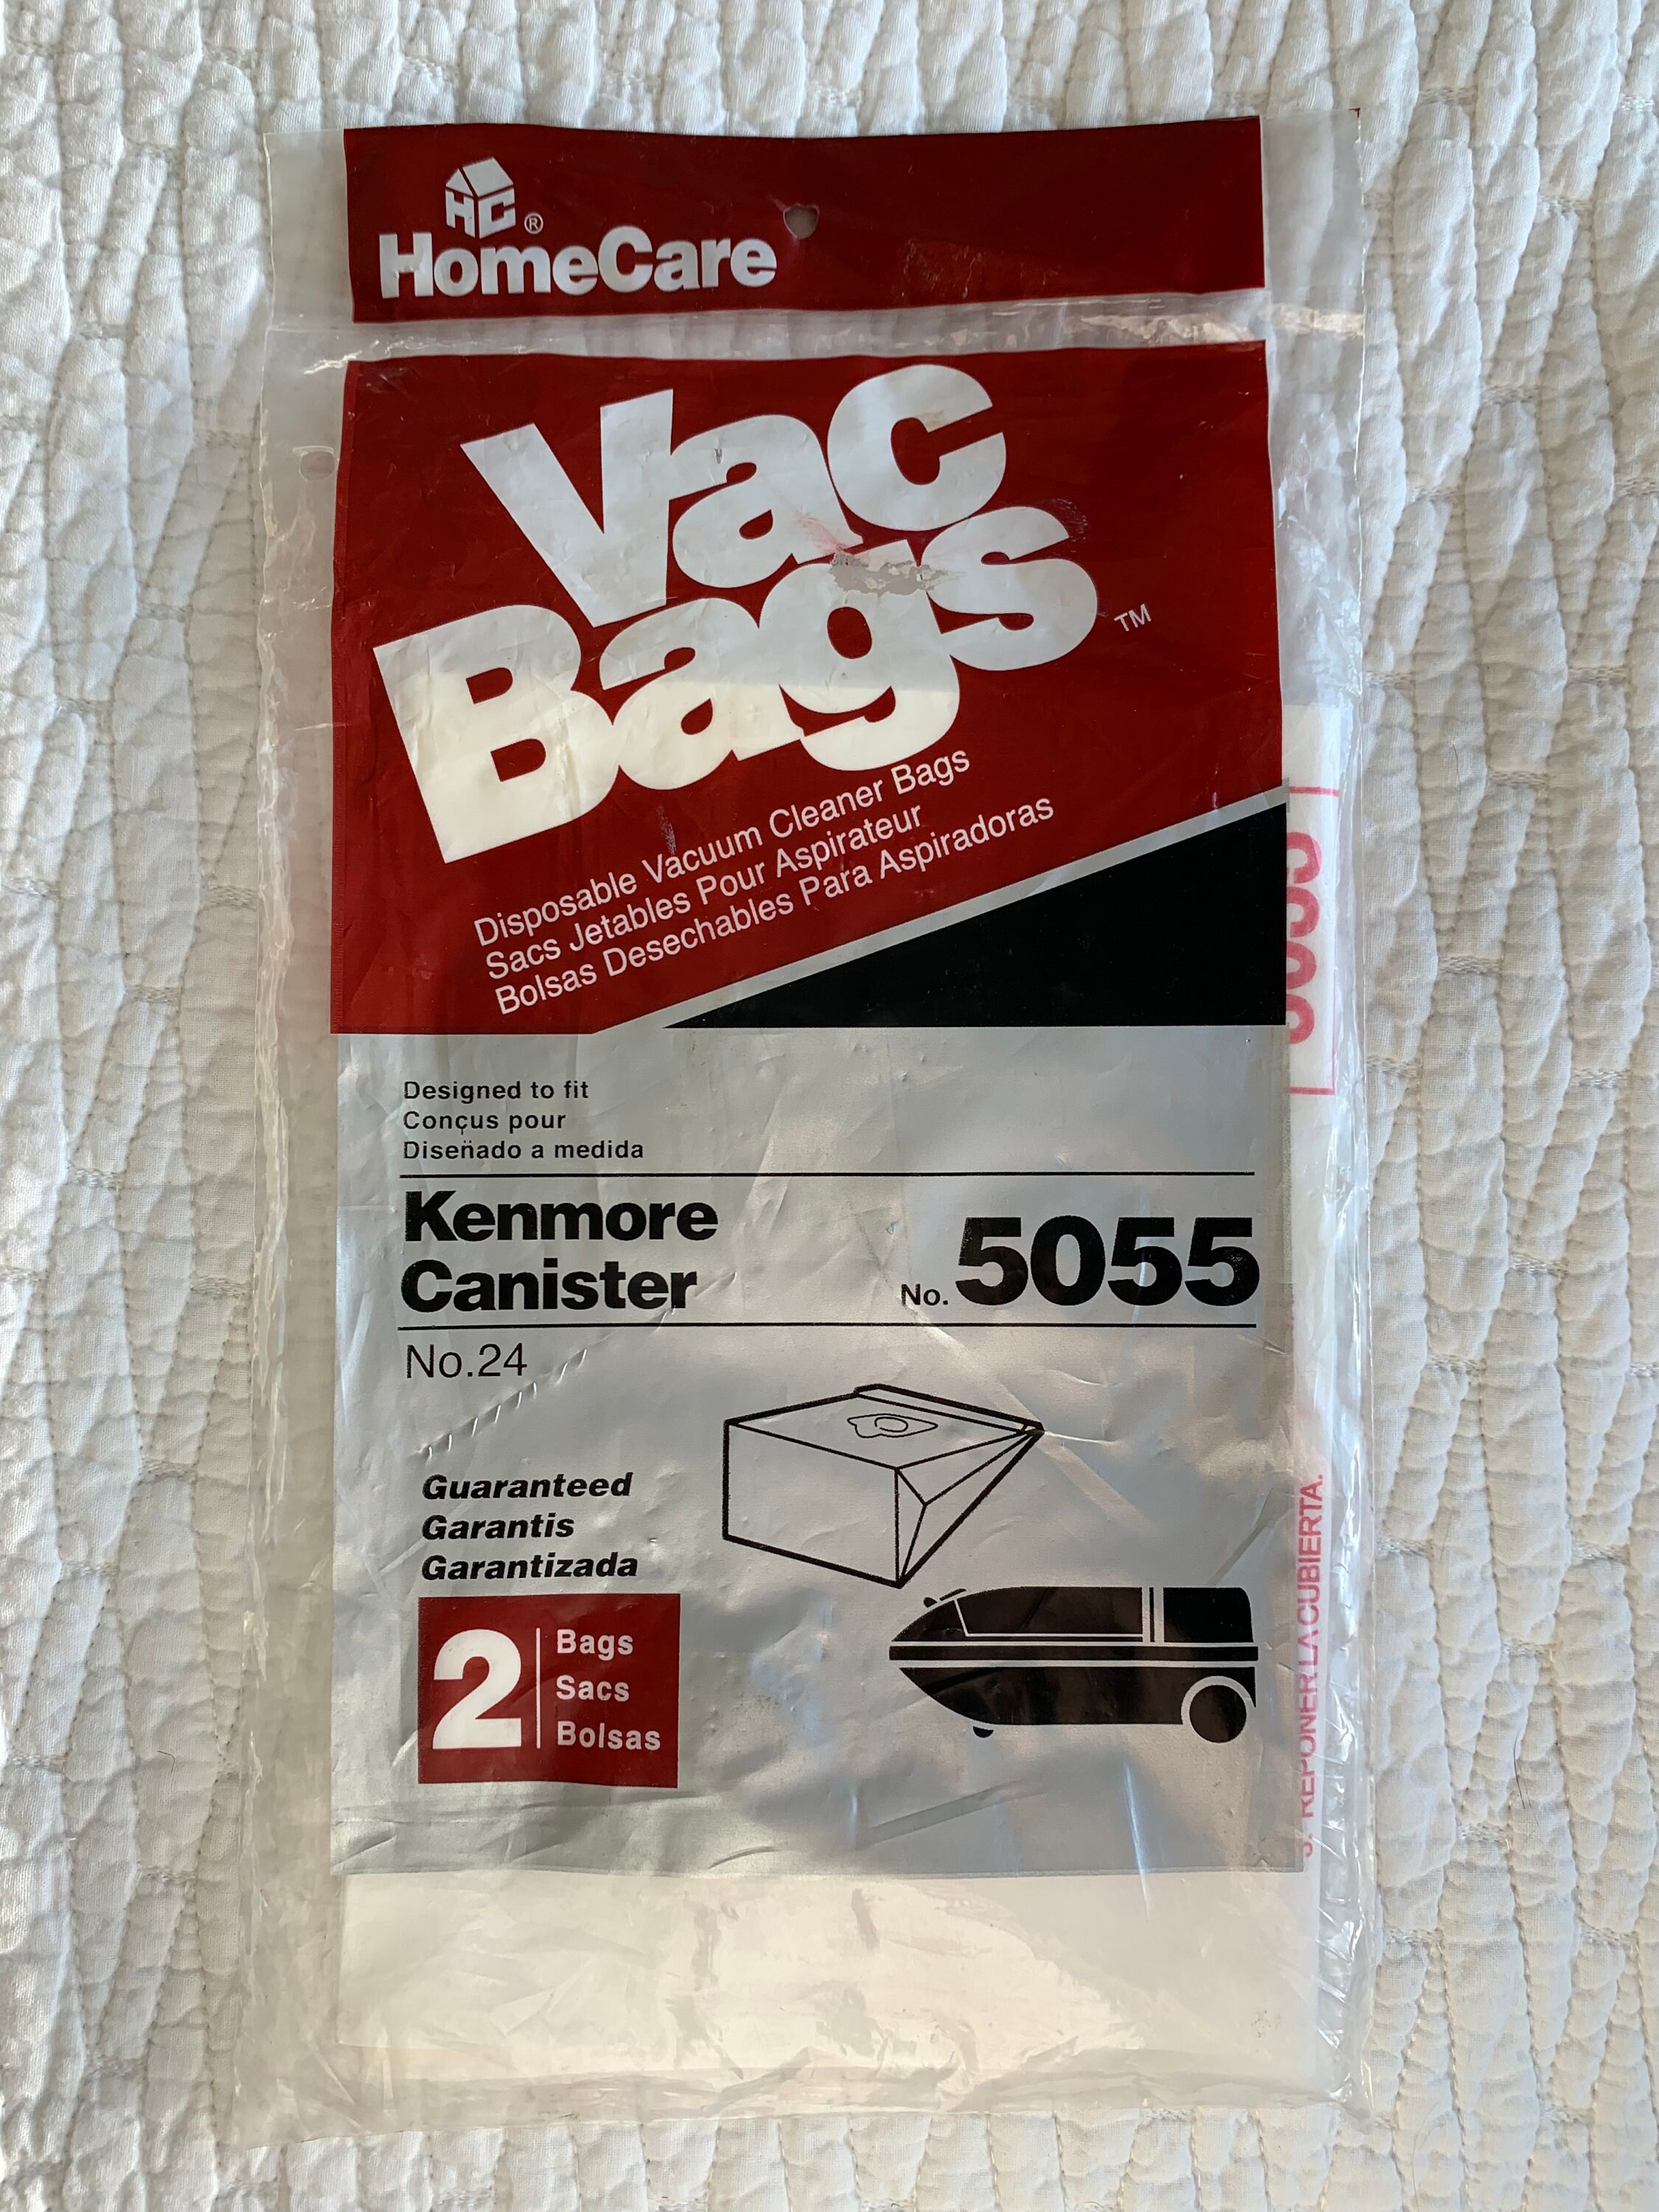 HC®
HomeCare
Vac
Bags™
Disposable Vacuum Cleaner Bags
Sacs Jetables Pour Aspirateur
Bolsas Desechables Para Aspiradoras
Designed to fit
Conçus pour
Diseñado a medida
Kenmore
Canister
No. 5055
No.24
Guaranteed
Garantis
Garantizada
2
Bags
Sacs
Bolsas
5055
REPONER LA CUBIERTA.